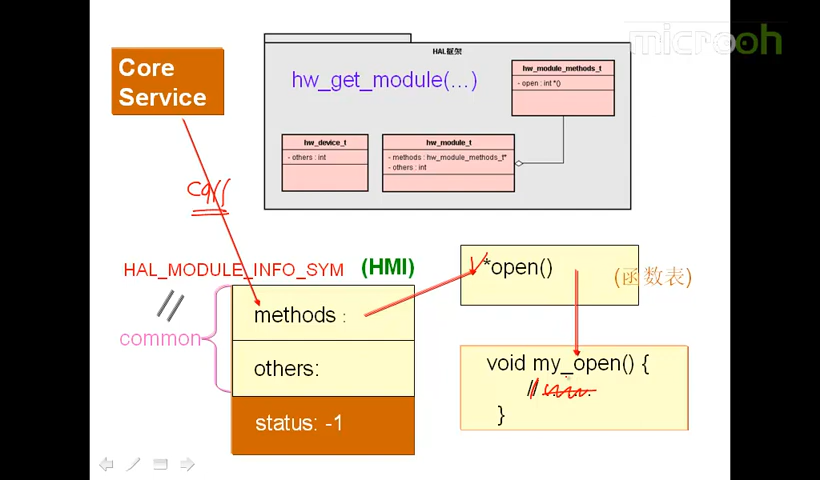 microoh
Core
Service
HAL框架
hw_get_module(...)
hw_module_methods_t
- open : int *()
hw_device_t
- others : int
hw_module_t
- methods : hw_module_methods_t*
- others : int
call
HAL_MODULE_INFO_SYM
(HMI)
*open()
(函数表)
common
methods :
others:
status: -1
void my_open() {
//
}